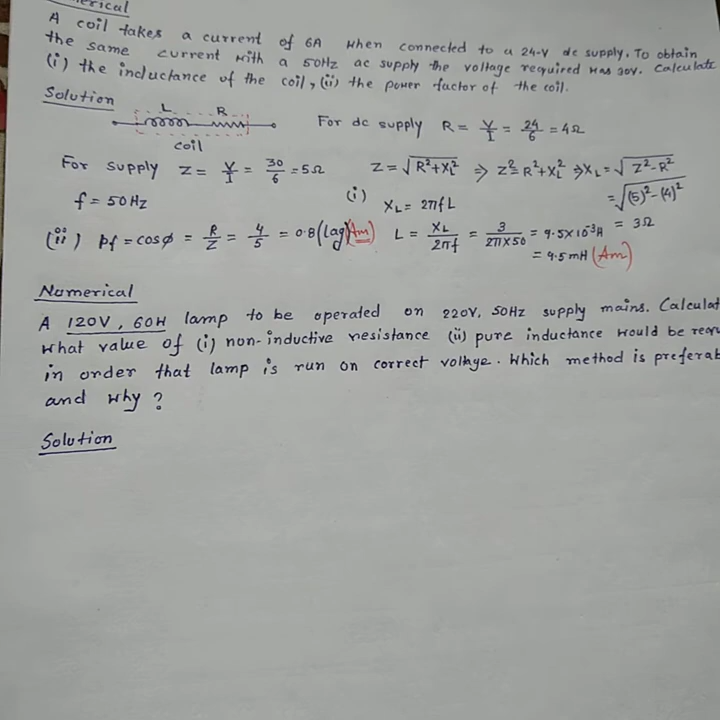 A coil takes a current of 6A when connected to a 24-V dc supply. To obtain
the same current with a 50Hz ac supply the voltage required was 30V. Calculate
(i) the inductance of the coil, (ii) the power factor of the coil.
Solution
L R
coil
For dc supply R = V/I = 24/6 = 4Ω
For supply Z = V/I = 30/6 = 5Ω
Z = √R²+X_L² ⇒ Z² = R²+X_L² ⇒ X_L = √Z²-R²
= √(5)²-(4)²
= 3Ω
f = 50Hz
(i) X_L = 2πfL
L = X_L/2πf = 3/2π×50 = 9.5×10⁻³H
= 9.5mH (Ans)
(ii) pf = cosφ = R/Z = 4/5 = 0.8 (Lag) (Ans)
Numerical
A 120V, 60W lamp to be operated on 220V, 50Hz supply mains. Calculat
what value of (i) non-inductive resistance (ii) pure inductance would be requ
in order that lamp is run on correct voltage. Which method is preferab
and why?
Solution